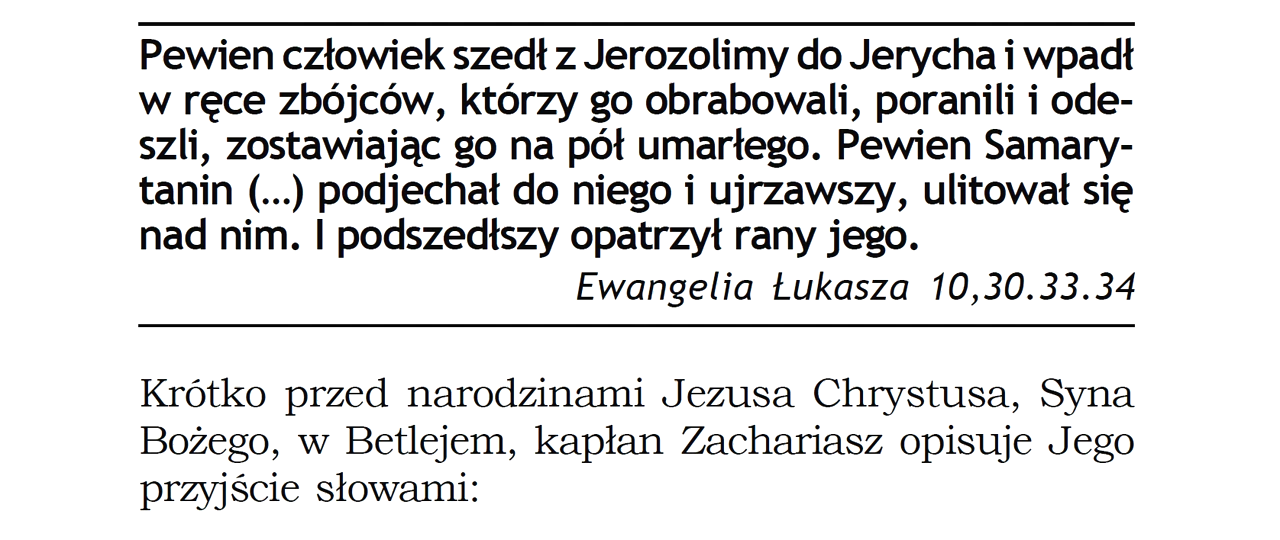 Pewien człowiek szedł z Jerozolimy do Jerycha i wpadł
w ręce zbójców, którzy go obrabowali, poranili i ode-
szli, zostawiając go na pół umarłego. Pewien Samary-
tanin (...) podjechał do niego i ujrzawszy, ulitował się
nad nim. I podszedłszy opatrzył rany jego.
Ewangelia Łukasza 10,30.33.34
Krótko przed narodzinami Jezusa Chrystusa, Syna
Bożego, w Betlejem, kapłan Zachariasz opisuje Jego
przyjście słowami: